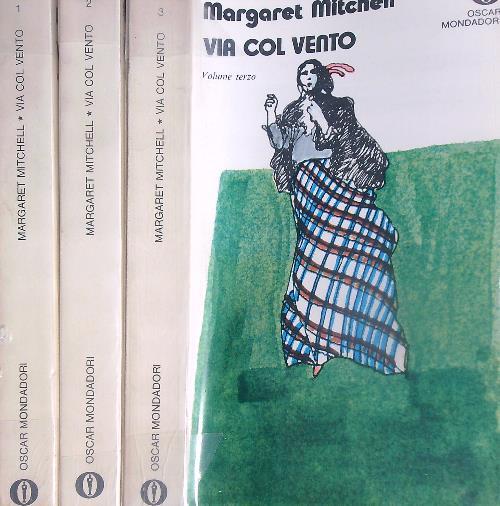 1
MARGARET MITCHELL ★ VIA COL VENTO
OSCAR MONDADORI
2
MARGARET MITCHELL ★ VIA COL VENTO
OSCAR MONDADORI
3
MARGARET MITCHELL ★ VIA COL VENTO
OSCAR MONDADORI
Margaret Mitchell
VIA COL VENTO
Volume terzo
OSCAR
MONDADORI